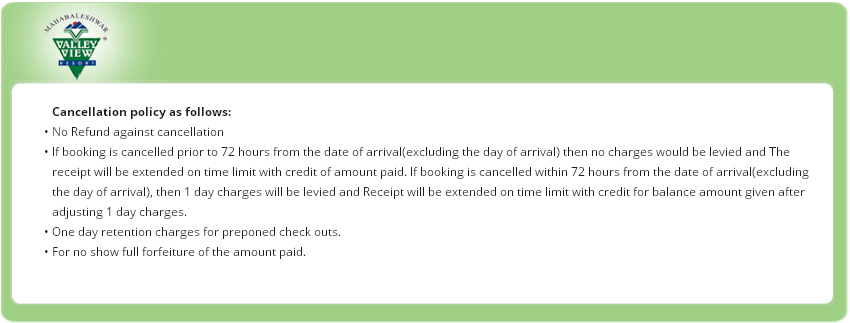 MAHABALESHWAR
VALLEY
VIEW
®
RESORT
Cancellation policy as follows:
• No Refund against cancellation
• If booking is cancelled prior to 72 hours from the date of arrival(excluding the day of arrival) then no charges would be levied and The
receipt will be extended on time limit with credit of amount paid. If booking is cancelled within 72 hours from the date of arrival(excluding
the day of arrival), then 1 day charges will be levied and Receipt will be extended on time limit with credit for balance amount given after
adjusting 1 day charges.
• One day retention charges for preponed check outs.
• For no show full forfeiture of the amount paid.